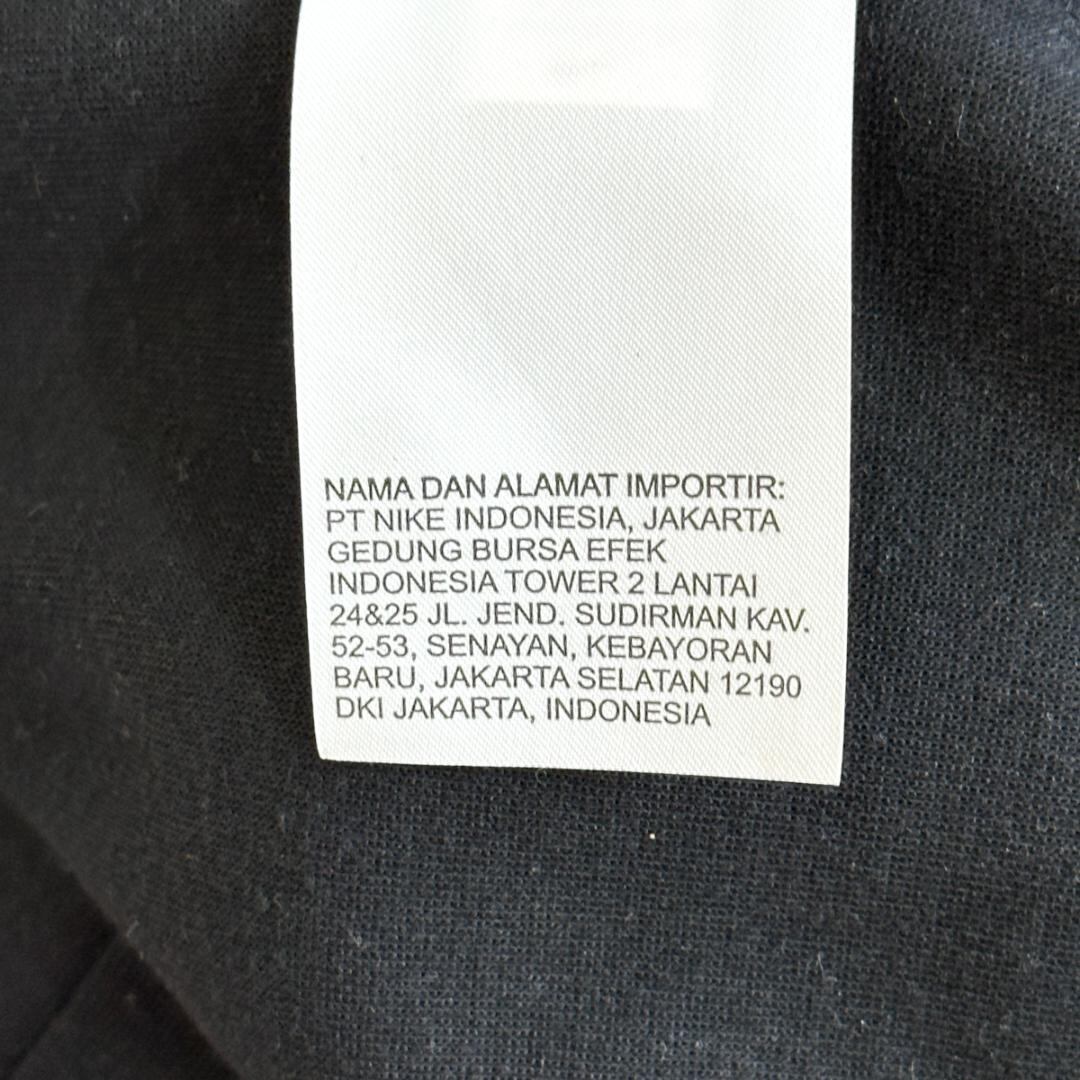 NAMA DAN ALAMAT IMPORTIR:
PT NIKE INDONESIA, JAKARTA
GEDUNG BURSA EFEK
INDONESIA TOWER 2 LANTAI
24&25 JL. JEND. SUDIRMAN KAV.
52-53, SENAYAN, KEBAYORAN
BARU, JAKARTA SELATAN 12190
DKI JAKARTA, INDONESIA